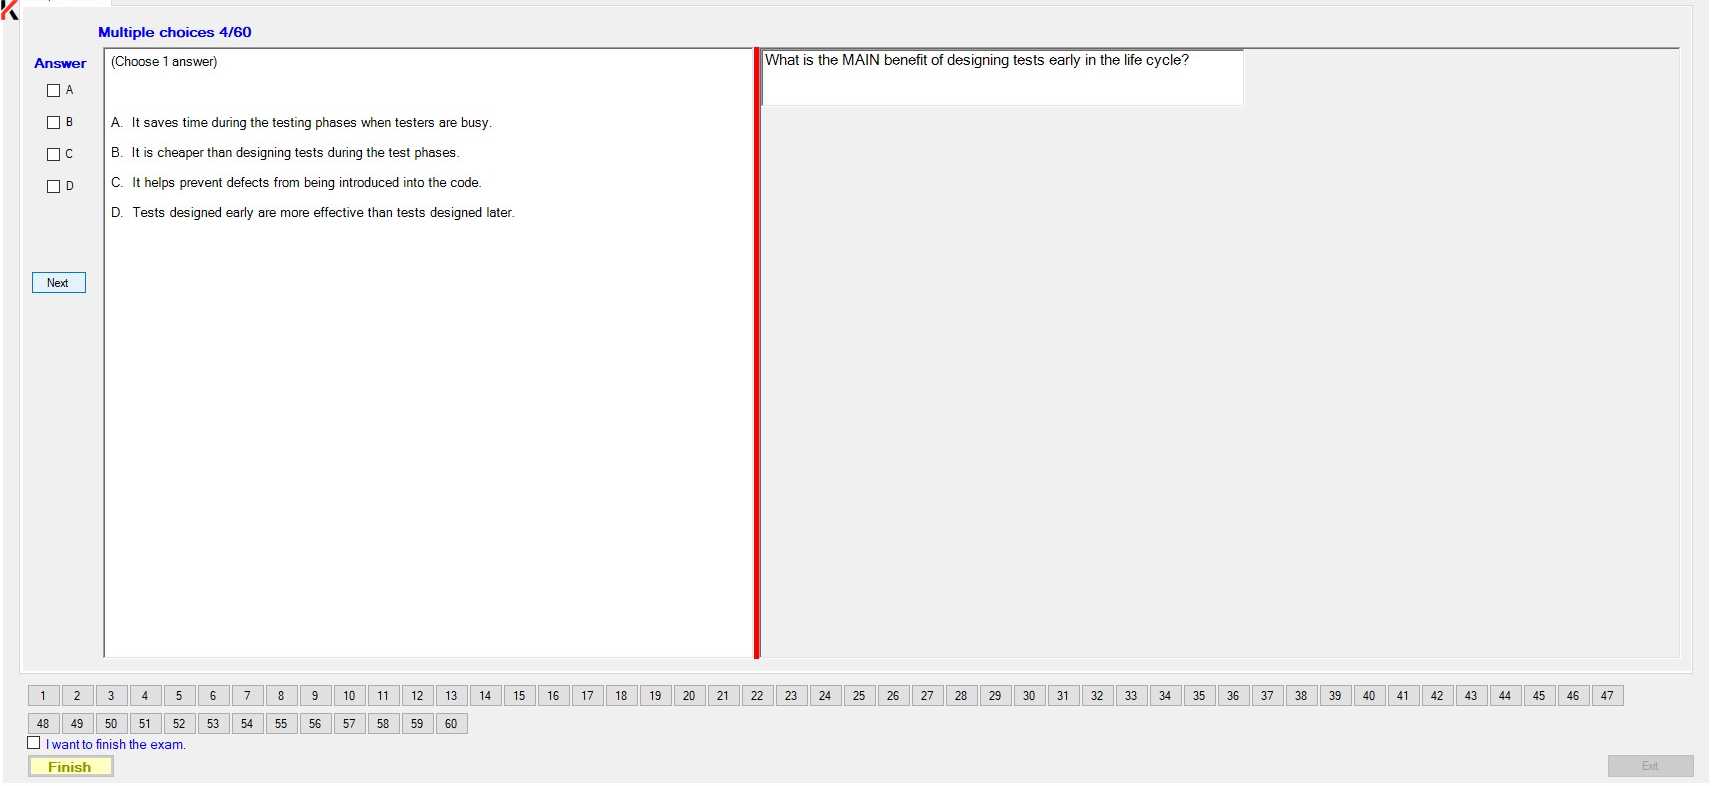 Multiple choices 4/60
Answer
A
B
C
D
Next
(Choose 1 answer)
A. It saves time during the testing phases when testers are busy.
B. It is cheaper than designing tests during the test phases.
C. It helps prevent defects from being introduced into the code.
D. Tests designed early are more effective than tests designed later.
What is the MAIN benefit of designing tests early in the life cycle?
1 2 3 4 5 6 7 8 9 10 11 12 13 14 15 16 17 18 19 20 21 22 23 24 25 26 27 28 29 30 31 32 33 34 35 36 37 38 39 40 41 42 43 44 45 46 47
48 49 50 51 52 53 54 55 56 57 58 59 60
I want to finish the exam.
Finish
Exit